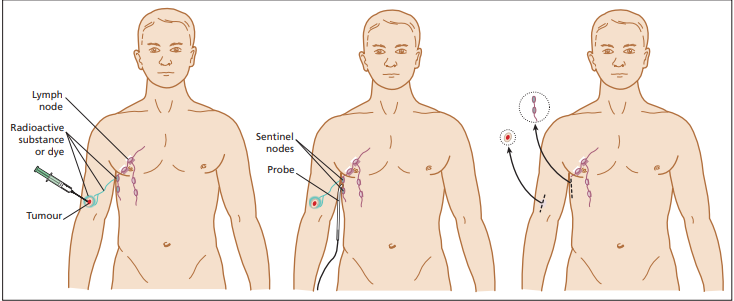 Lymph
node
Radioactive
substance
or dye
Tumour
Sentinel
nodes
Probe